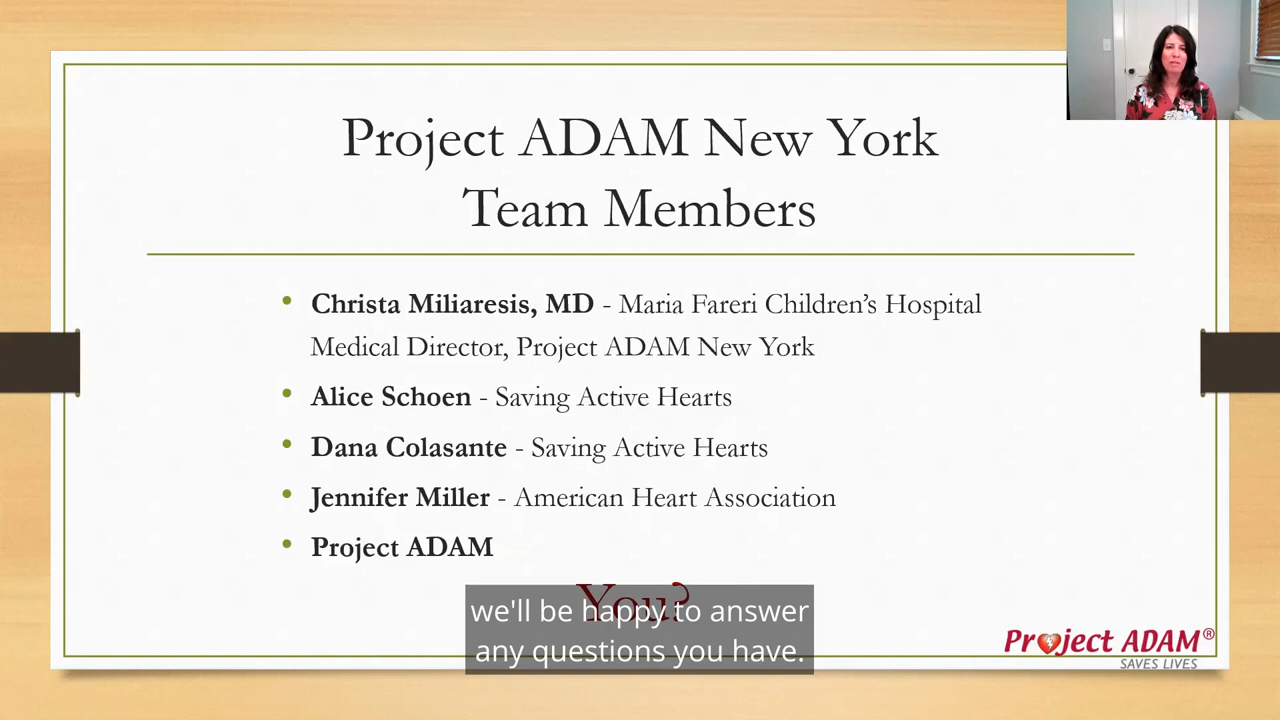 Project ADAM New York
Team Members
• Christa Miliaresis, MD - Maria Fareri Children’s Hospital
Medical Director, Project ADAM New York
• Alice Schoen - Saving Active Hearts
• Dana Colasante - Saving Active Hearts
• Jennifer Miller - American Heart Association
• Project ADAM
You?
we'll be happy to answer
any questions you have.
Project ADAM®
SAVES LIVES